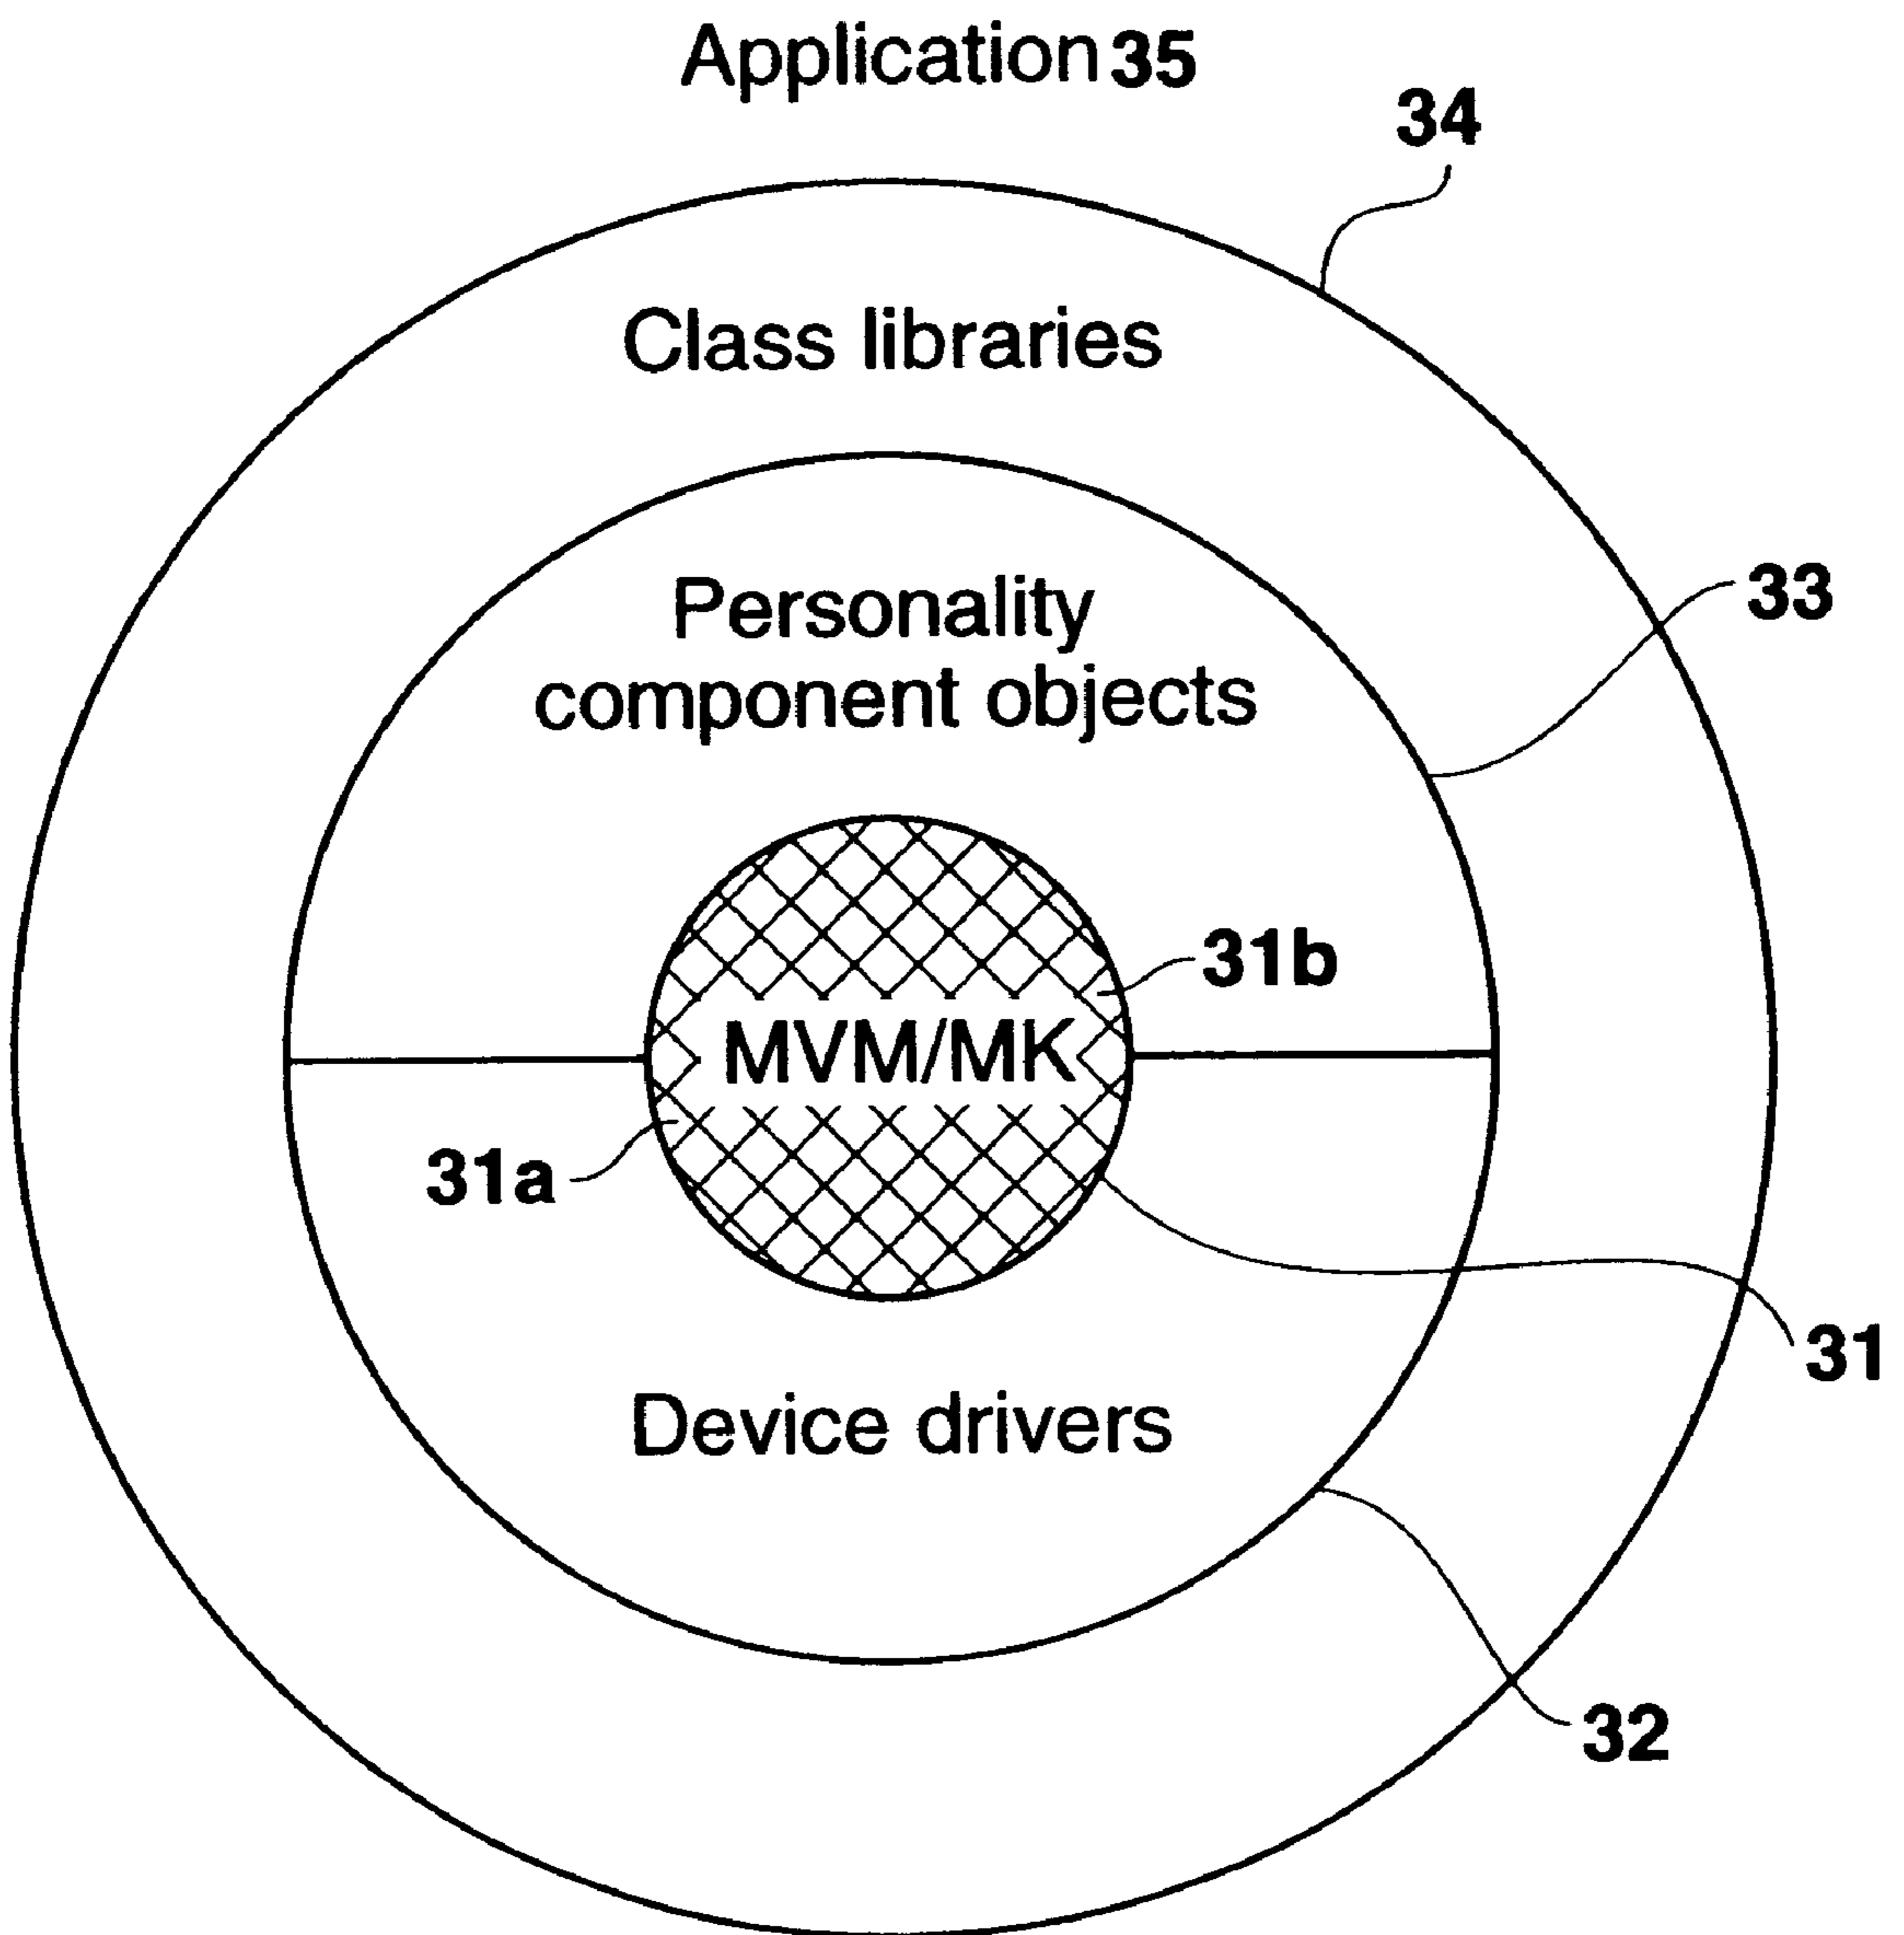 Application 35
34
Class libraries
33
Personality
component objects
31b
MVM/MK
31a
31
Device drivers
32